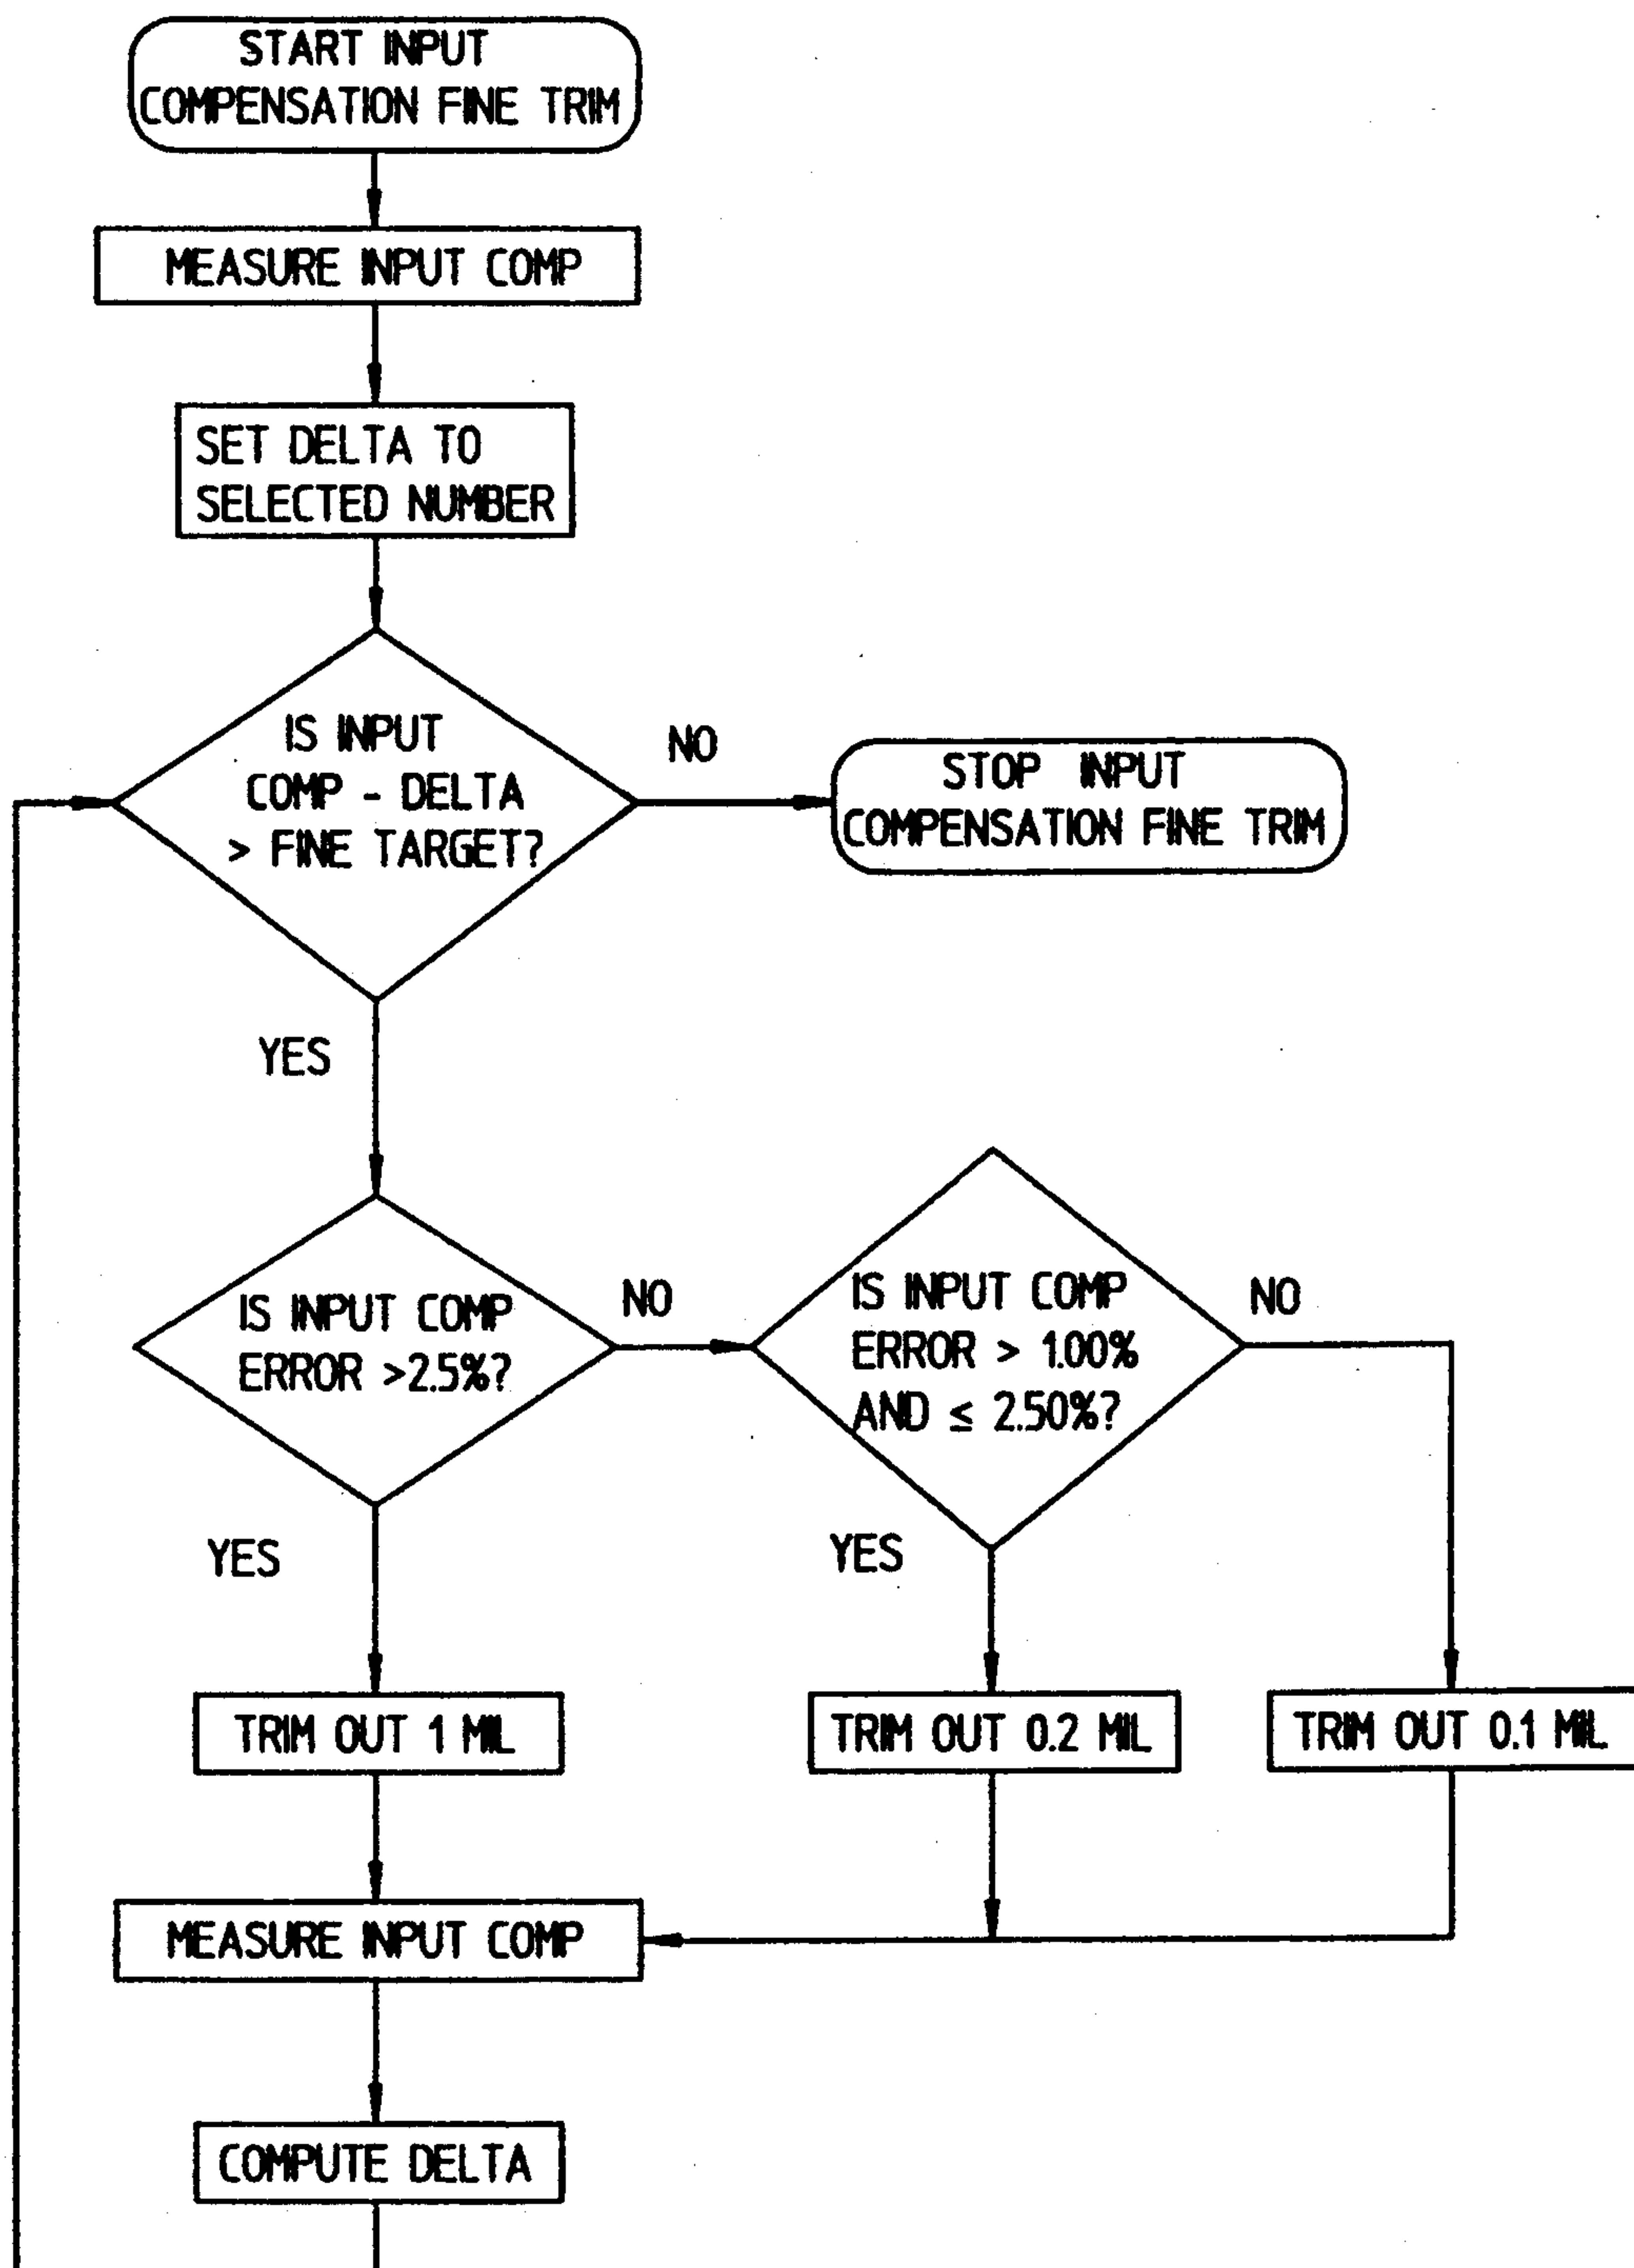 START INPUT
COMPENSATION FINE TRIM
MEASURE INPUT COMP
SET DELTA TO
SELECTED NUMBER
IS INPUT
COMP - DELTA
> FINE TARGET?
NO
STOP INPUT
COMPENSATION FINE TRIM
YES
IS INPUT COMP
ERROR >2.5%?
NO
IS INPUT COMP
ERROR > 1.00%
AND ≤ 2.50%?
NO
YES
YES
TRIM OUT 1 MIL
TRIM OUT 0.2 MIL
TRIM OUT 0.1 MIL
MEASURE INPUT COMP
COMPUTE DELTA